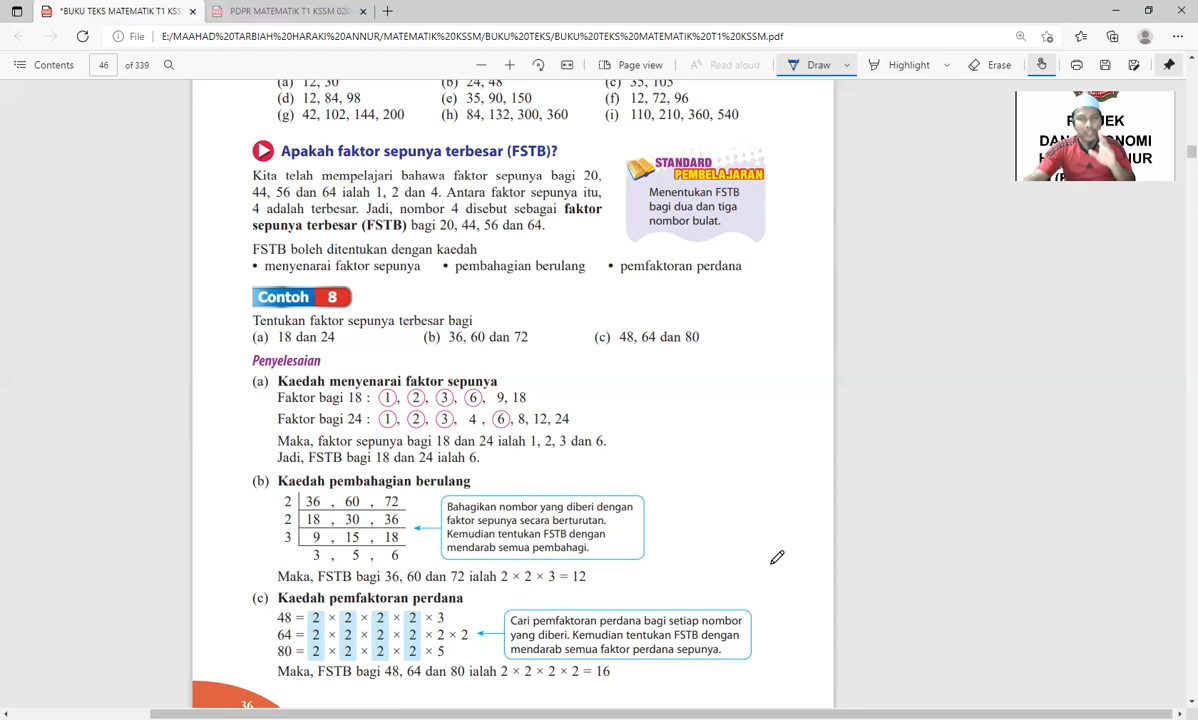 *BUKU TEKS MATEMATIK T1 KSS
PDPR MATEMATIK T1 KSSM 020
File
E:/MAAHAD%20TARBIAH%20HARAKI%20ANNUR/MATEMATIK%20KSSM/BUKU%20TEKS/BUKU%20TEKS%20MATEMATIK%20T1%20KSSM.pdf
Contents 46 of 339 Page view Read aloud Draw Highlight Erase
(a) 12, 30 (b) 24, 48 (c) 35, 105
(d) 12, 84, 98 (e) 35, 90, 150 (f) 12, 72, 96
(g) 42, 102, 144, 200 (h) 84, 132, 300, 360 (i) 110, 210, 360, 540
Apakah faktor sepunya terbesar (FSTB)?
Kita telah mempelajari bahawa faktor sepunya bagi 20,
44, 56 dan 64 ialah 1, 2 dan 4. Antara faktor sepunya itu,
4 adalah terbesar. Jadi, nombor 4 disebut sebagai faktor
sepunya terbesar (FSTB) bagi 20, 44, 56 dan 64.
STANDARD
PEMBELAJARAN
Menentukan FSTB
bagi dua dan tiga
nombor bulat.
FSTB boleh ditentukan dengan kaedah
• menyenarai faktor sepunya • pembahagian berulang • pemfaktoran perdana
Contoh 8
Tentukan faktor sepunya terbesar bagi
(a) 18 dan 24 (b) 36, 60 dan 72 (c) 48, 64 dan 80
Penyelesaian
(a) Kaedah menyenarai faktor sepunya
Faktor bagi 18 : 1, 2, 3, 6, 9, 18
Faktor bagi 24 : 1, 2, 3, 4 , 6, 8, 12, 24
Maka, faktor sepunya bagi 18 dan 24 ialah 1, 2, 3 dan 6.
Jadi, FSTB bagi 18 dan 24 ialah 6.
(b) Kaedah pembahagian berulang
2 36 , 60 , 72
2 18 , 30 , 36
3 9 , 15 , 18
3 , 5 , 6
Bahagikan nombor yang diberi dengan
faktor sepunya secara berturutan.
Kemudian tentukan FSTB dengan
mendarab semua pembahagi.
Maka, FSTB bagi 36, 60 dan 72 ialah 2 × 2 × 3 = 12
(c) Kaedah pemfaktoran perdana
48 = 2 × 2 × 2 × 2 × 3
64 = 2 × 2 × 2 × 2 × 2 × 2
80 = 2 × 2 × 2 × 2 × 5
Cari pemfaktoran perdana bagi setiap nombor
yang diberi. Kemudian tentukan FSTB dengan
mendarab semua faktor perdana sepunya.
Maka, FSTB bagi 48, 64 dan 80 ialah 2 × 2 × 2 × 2 = 16
36